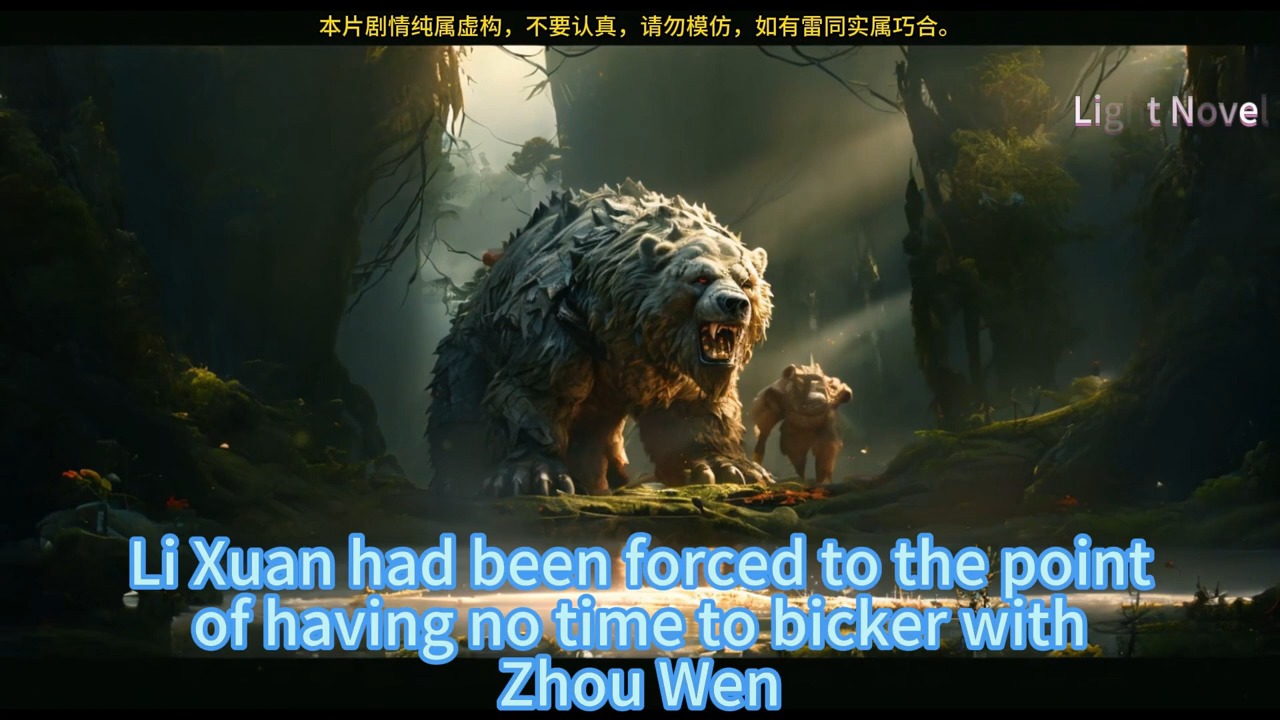 本片剧情纯属虚构，不要认真，请勿模仿，如有雷同实属巧合。
Light Novel
Li Xuan had been forced to the point
of having no time to bicker with
Zhou Wen